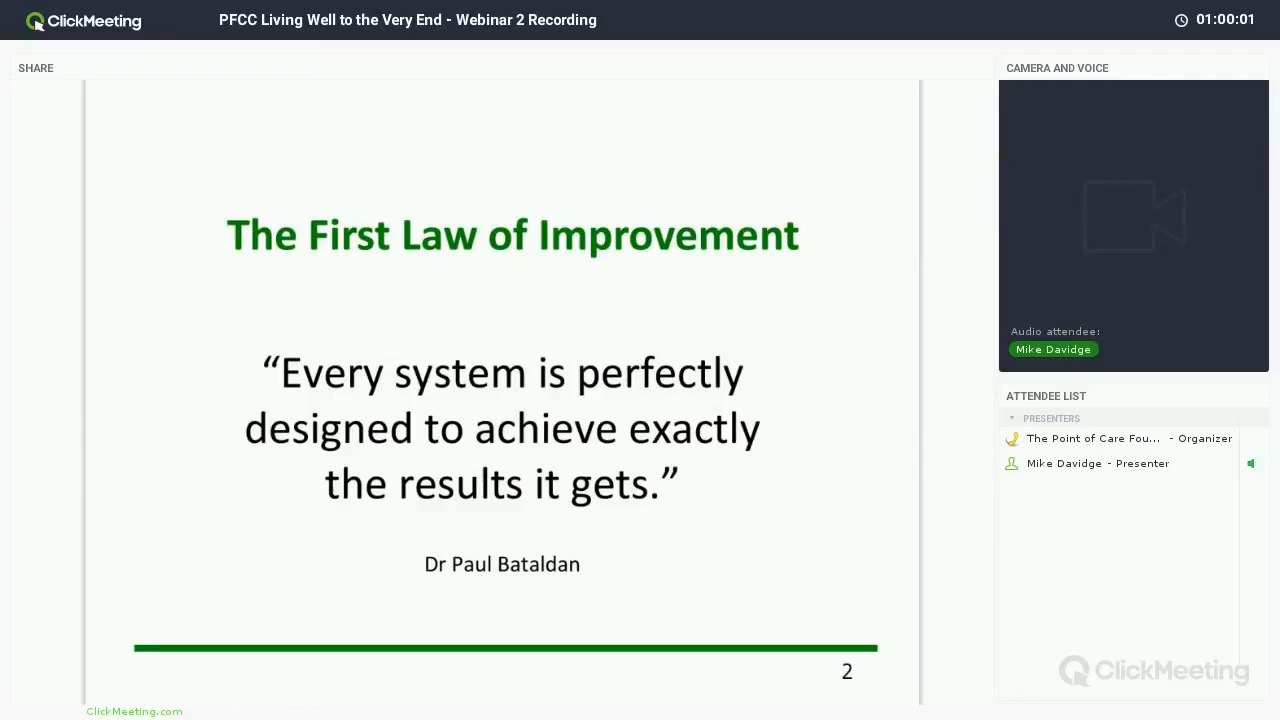 ClickMeeting
PFCC Living Well to the Very End - Webinar 2 Recording
01:00:01
SHARE
The First Law of Improvement
“Every system is perfectly
designed to achieve exactly
the results it gets.”
Dr Paul Bataldan
2
ClickMeeting.com
CAMERA AND VOICE
Audio attendee:
Mike Davidge
ATTENDEE LIST
PRESENTERS
The Point of Care Fou... - Organizer
Mike Davidge - Presenter
ClickMeeting